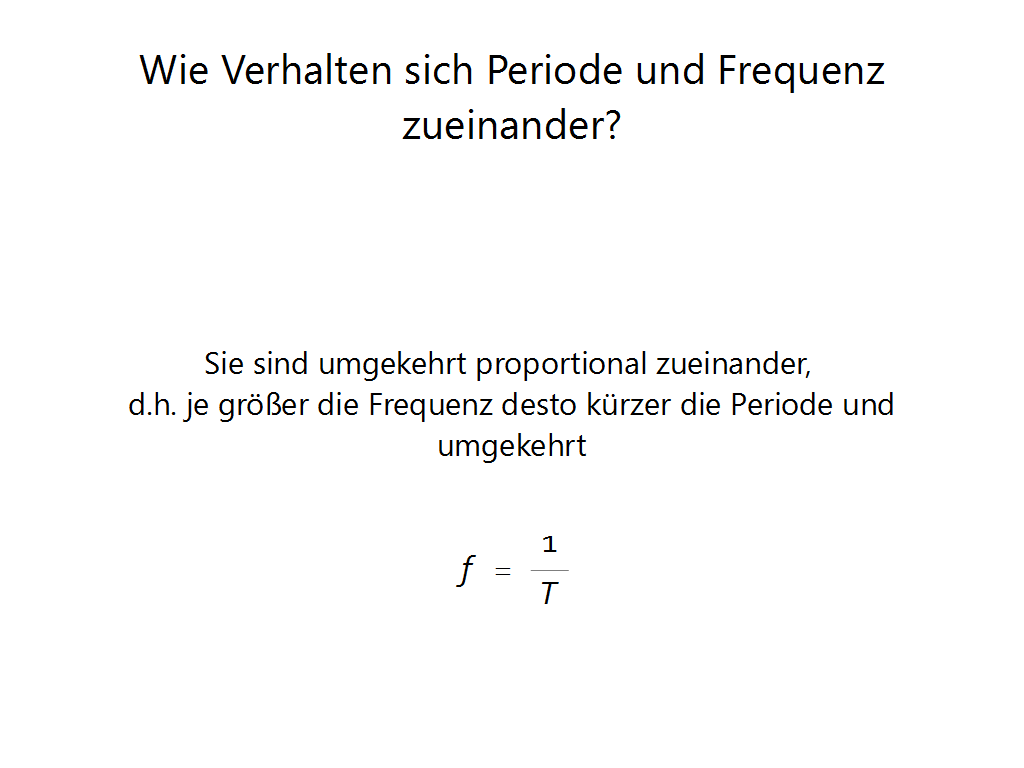 Wie Verhalten sich Periode und Frequenz
zueinander?
Sie sind umgekehrt proportional zueinander,
d.h. je größer die Frequenz desto kürzer die Periode und
umgekehrt
f = 1
T